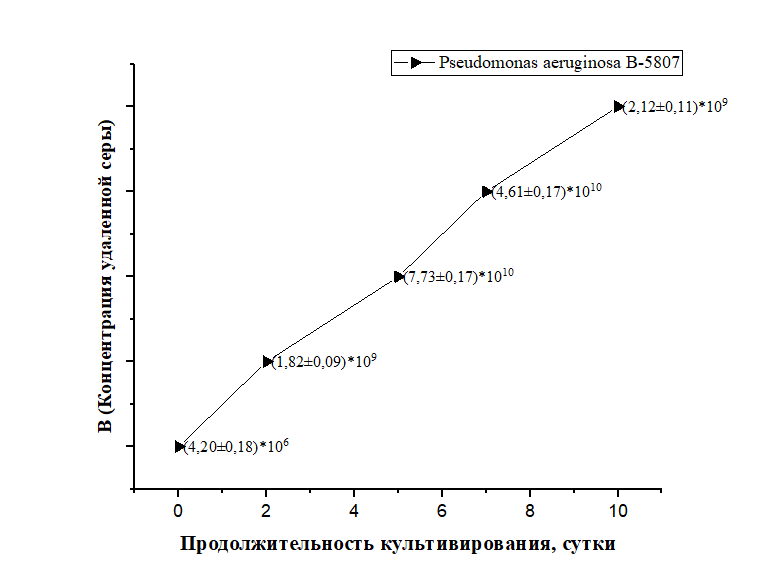 Pseudomonas aeruginosa B-5807
(2,12±0,11)*10⁹
(4,61±0,17)*10¹⁰
(7,73±0,17)*10¹⁰
(1,82±0,09)*10⁹
(4,20±0,18)*10⁶
B (Концентрация удаленной серы)
0 2 4 6 8 10
Продолжительность культивирования, сутки